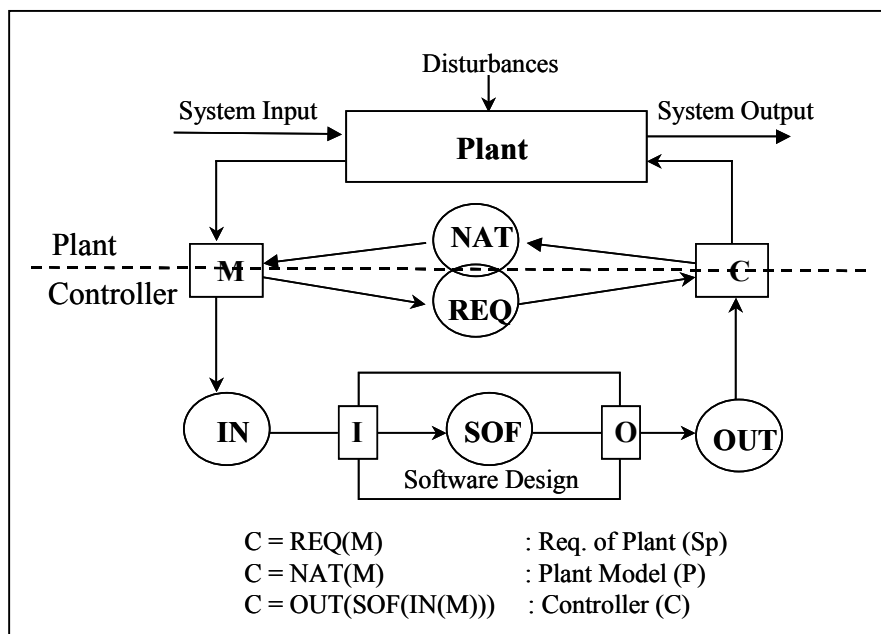 Disturbances
System Input
System Output
Plant
Plant
NAT
M
C
Controller
REQ
IN
I
SOF
O
OUT
Software Design
C = REQ(M) : Req. of Plant (Sp)
C = NAT(M) : Plant Model (P)
C = OUT(SOF(IN(M))) : Controller (C)